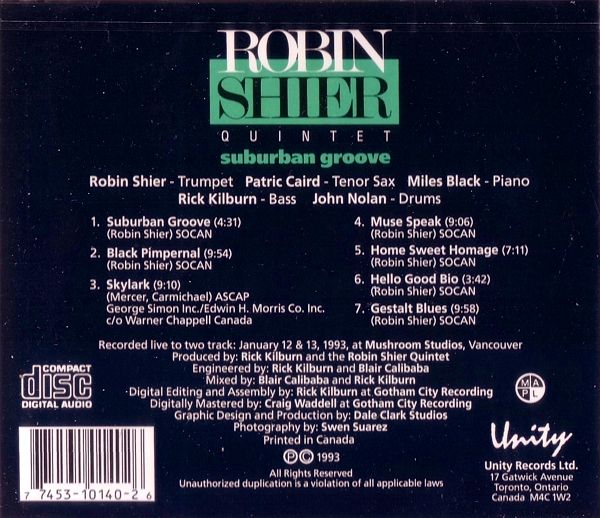 ROBIN
SHIER
QUINTET
suburban groove
Robin Shier - Trumpet Patric Caird - Tenor Sax Miles Black - Piano
Rick Kilburn - Bass John Nolan - Drums
1. Suburban Groove (4:31)
(Robin Shier) SOCAN
2. Black Pimpernal (9:54)
(Robin Shier) SOCAN
3. Skylark (9:10)
(Mercer, Carmichael) ASCAP
George Simon Inc./Edwin H. Morris Co. Inc.
c/o Warner Chappell Canada
4. Muse Speak (9:06)
(Robin Shier) SOCAN
5. Home Sweet Homage (7:11)
(Robin Shier) SOCAN
6. Hello Good Bio (3:42)
(Robin Shier) SOCAN
7. Gestalt Blues (9:58)
(Robin Shier) SOCAN
Recorded live to two track: January 12 & 13, 1993, at Mushroom Studios, Vancouver
Produced by: Rick Kilburn and the Robin Shier Quintet
Engineered by: Rick Kilburn and Blair Calibaba
Mixed by: Blair Calibaba and Rick Kilburn
Digital Editing and Assembly by: Rick Kilburn at Gotham City Recording
Digitally Mastered by: Craig Waddell at Gotham City Recording
Graphic Design and Production by: Dale Clark Studios
Photography by: Swen Suarez
Printed in Canada
Ⓟ© 1993
All Rights Reserved
Unauthorized duplication is a violation of all applicable laws
COMPACT
disc
DIGITAL AUDIO
7 7453-10140-2 6
M A
P L
Unity
Unity Records Ltd.
17 Gatwick Avenue
Toronto, Ontario
Canada M4C 1W2